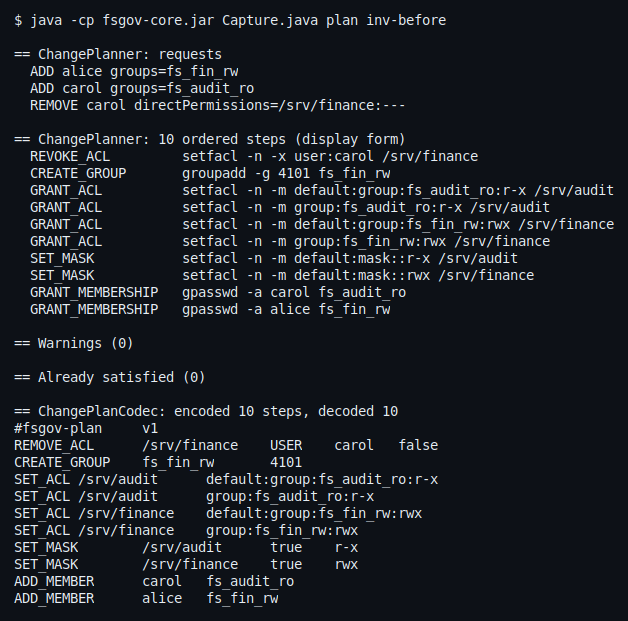 $ java -cp fsgov-core.jar Capture.java plan inv-before
== ChangePlanner: requests
ADD alice groups=fs_fin_rw
ADD carol groups=fs_audit_ro
REMOVE carol directPermissions=/srv/finance:---
== ChangePlanner: 10 ordered steps (display form)
REVOKE_ACL setfacl -n -x user:carol /srv/finance
CREATE_GROUP groupadd -g 4101 fs_fin_rw
GRANT_ACL setfacl -n -m default:group:fs_audit_ro:r-x /srv/audit
GRANT_ACL setfacl -n -m group:fs_audit_ro:r-x /srv/audit
GRANT_ACL setfacl -n -m default:group:fs_fin_rw:rwx /srv/finance
GRANT_ACL setfacl -n -m group:fs_fin_rw:rwx /srv/finance
SET_MASK setfacl -n -m default:mask::r-x /srv/audit
SET_MASK setfacl -n -m default:mask::rwx /srv/finance
GRANT_MEMBERSHIP gpasswd -a carol fs_audit_ro
GRANT_MEMBERSHIP gpasswd -a alice fs_fin_rw
== Warnings (0)
== Already satisfied (0)
== ChangePlanCodec: encoded 10 steps, decoded 10
#fsgov-plan v1
REMOVE_ACL /srv/finance USER carol false
CREATE_GROUP fs_fin_rw 4101
SET_ACL /srv/audit default:group:fs_audit_ro:r-x
SET_ACL /srv/audit group:fs_audit_ro:r-x
SET_ACL /srv/finance default:group:fs_fin_rw:rwx
SET_ACL /srv/finance group:fs_fin_rw:rwx
SET_MASK /srv/audit true r-x
SET_MASK /srv/finance true rwx
ADD_MEMBER carol fs_audit_ro
ADD_MEMBER alice fs_fin_rw